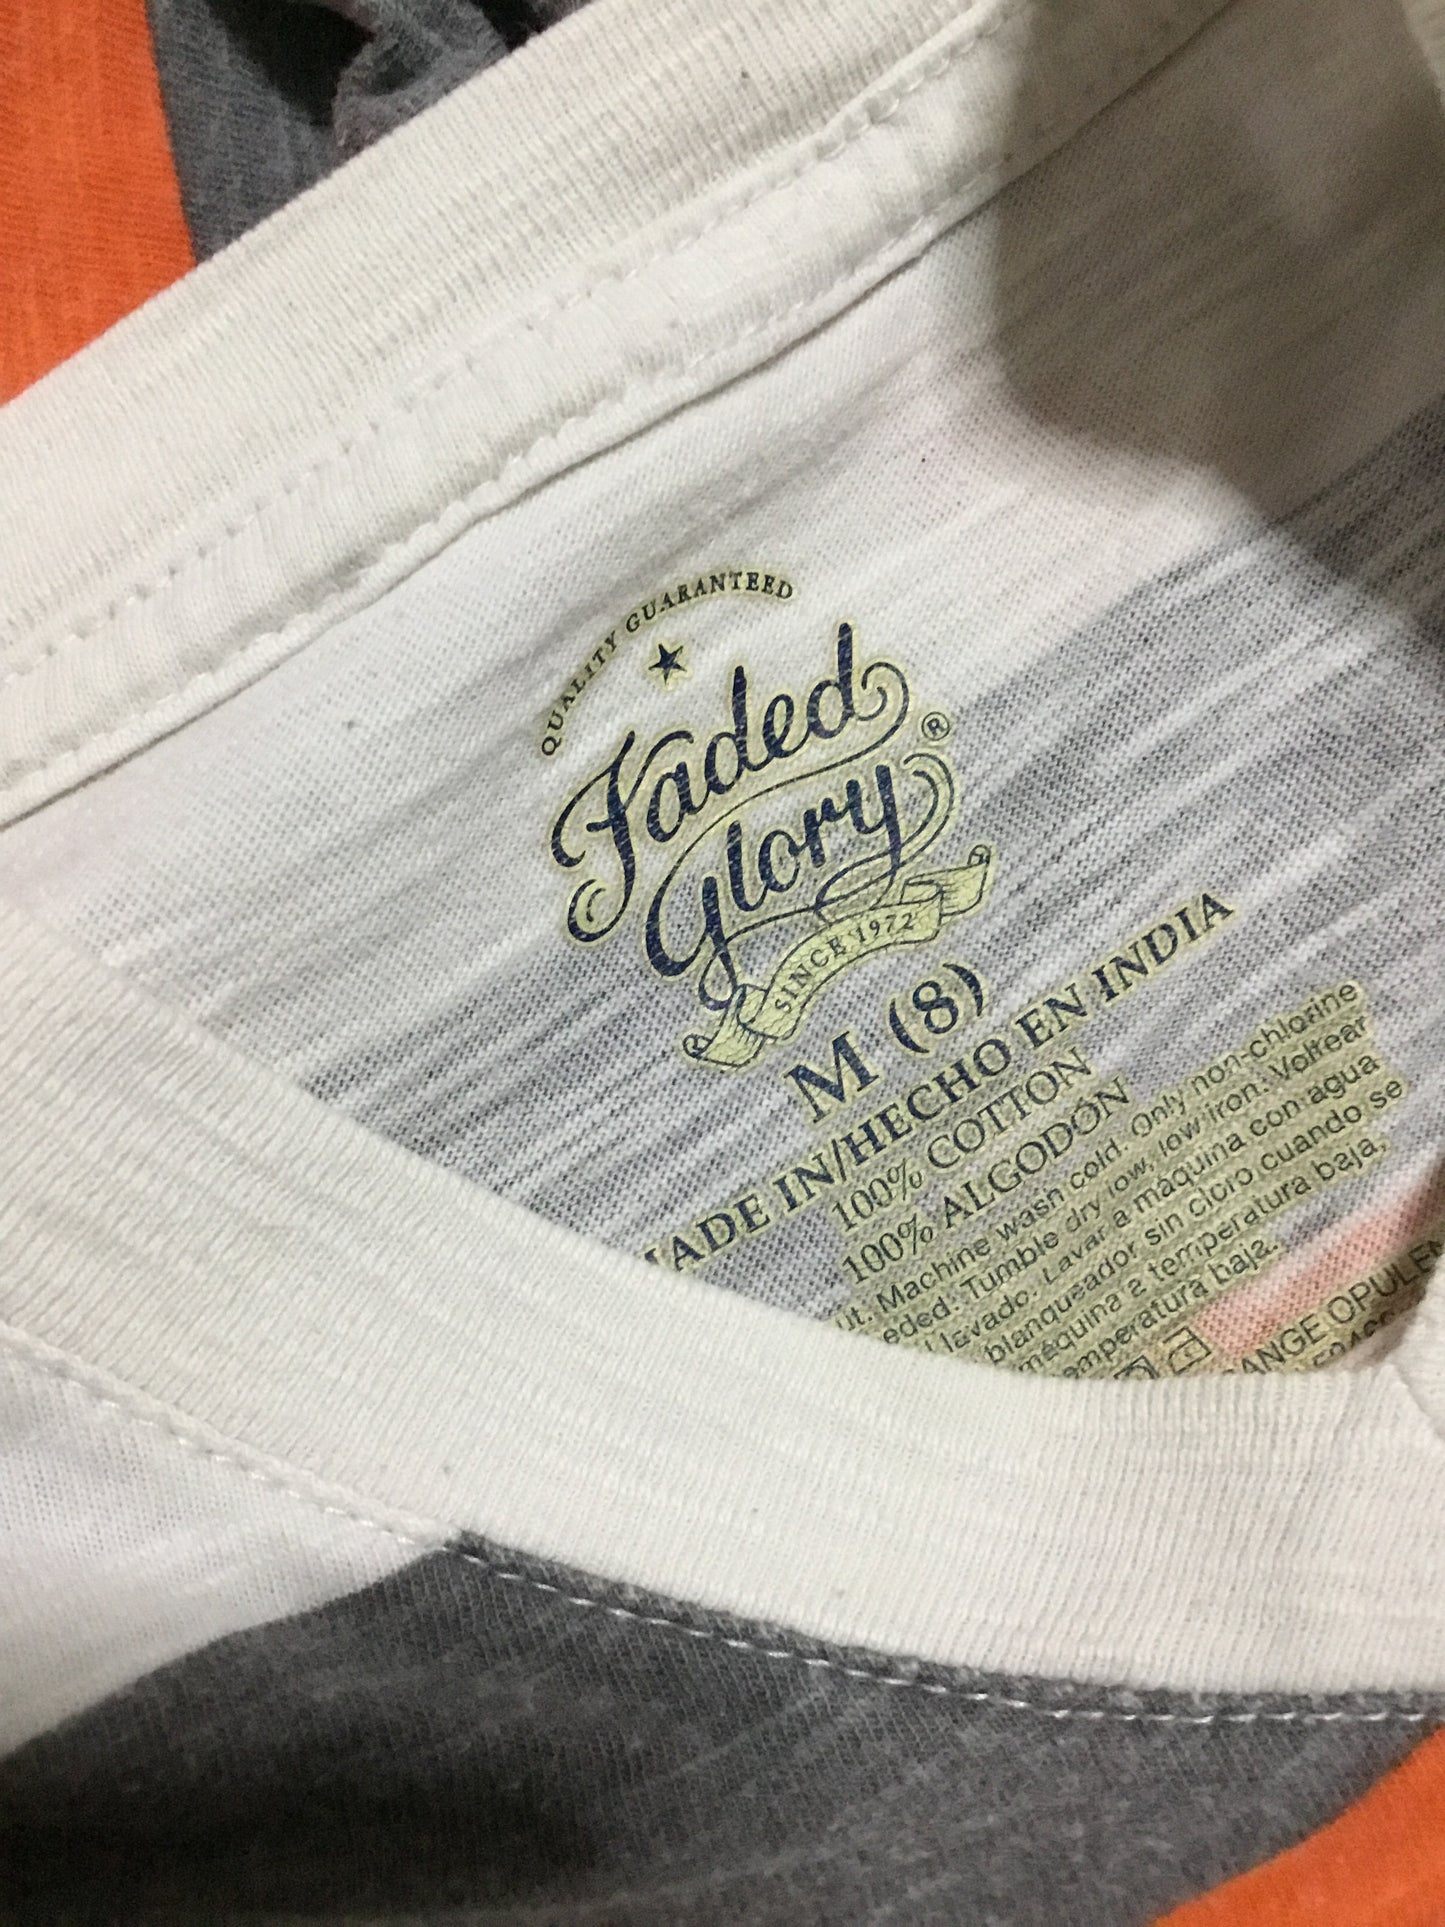 QUALITY GUARANTEED
Faded
Glory ®
SINCE 1972
M (8)
MADE IN/HECHO EN INDIA
100% COTTON
100% ALGODÓN
Machine wash cold. Only non-chlorine
Tumble dry low, low iron. Voltear
lavado. Lavar a máquina con agua
blanqueador sin cloro cuando se
máquina a temperatura baja,
temperatura baja.